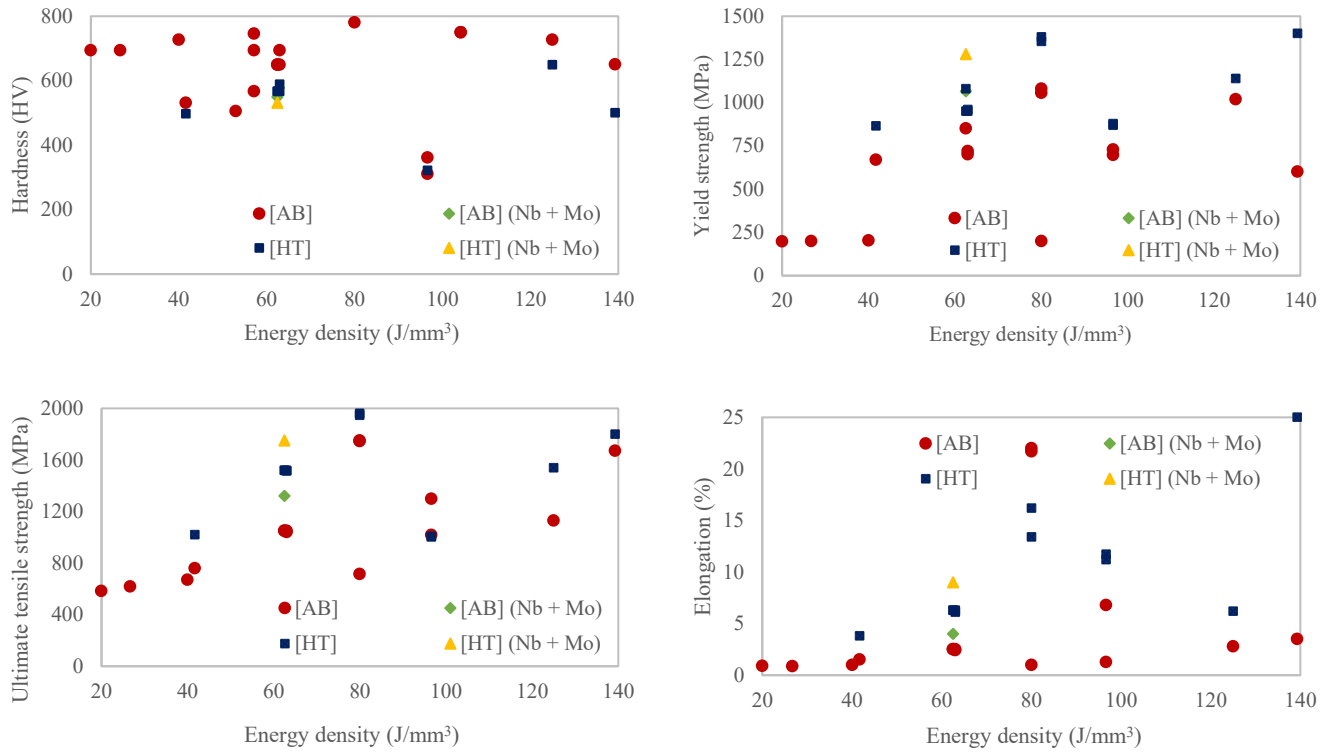 Hardness (HV)
800
600
400
200
0
[AB]
[AB] (Nb + Mo)
[HT]
[HT] (Nb + Mo)
20 40 60 80 100 120 140
Energy density (J/mm³)
Yield strength (MPa)
1500
1250
1000
750
500
250
0
[AB]
[AB] (Nb + Mo)
[HT]
[HT] (Nb + Mo)
20 40 60 80 100 120 140
Energy density (J/mm³)
Ultimate tensile strength (MPa)
2000
1600
1200
800
400
0
[AB]
[AB] (Nb + Mo)
[HT]
[HT] (Nb + Mo)
20 40 60 80 100 120 140
Energy density (J/mm³)
Elongation (%)
25
20
15
10
5
0
[AB]
[AB] (Nb + Mo)
[HT]
[HT] (Nb + Mo)
20 40 60 80 100 120 140
Energy density (J/mm³)